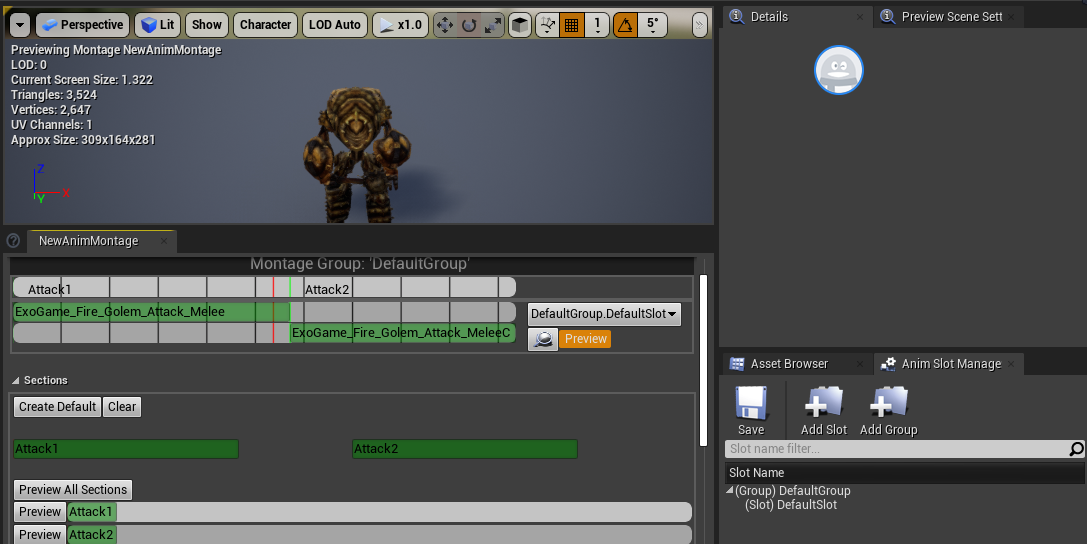 Perspective Lit Show Character LOD Auto x1.0 1 5°
Previewing Montage NewAnimMontage
LOD: 0
Current Screen Size: 1.322
Triangles: 3,524
Vertices: 2,647
UV Channels: 1
Approx Size: 309x164x281
Z
X
Y
NewAnimMontage
Montage Group: 'DefaultGroup'
Attack1 Attack2
ExoGame_Fire_Golem_Attack_Melee
DefaultGroup.DefaultSlot
ExoGame_Fire_Golem_Attack_MeleeC
Preview
Sections
Create Default Clear
Attack1 Attack2
Preview All Sections
Preview Attack1
Preview Attack2
Details Preview Scene Sett
Asset Browser Anim Slot Manage
Save Add Slot Add Group
Slot name filter...
Slot Name
(Group) DefaultGroup
(Slot) DefaultSlot